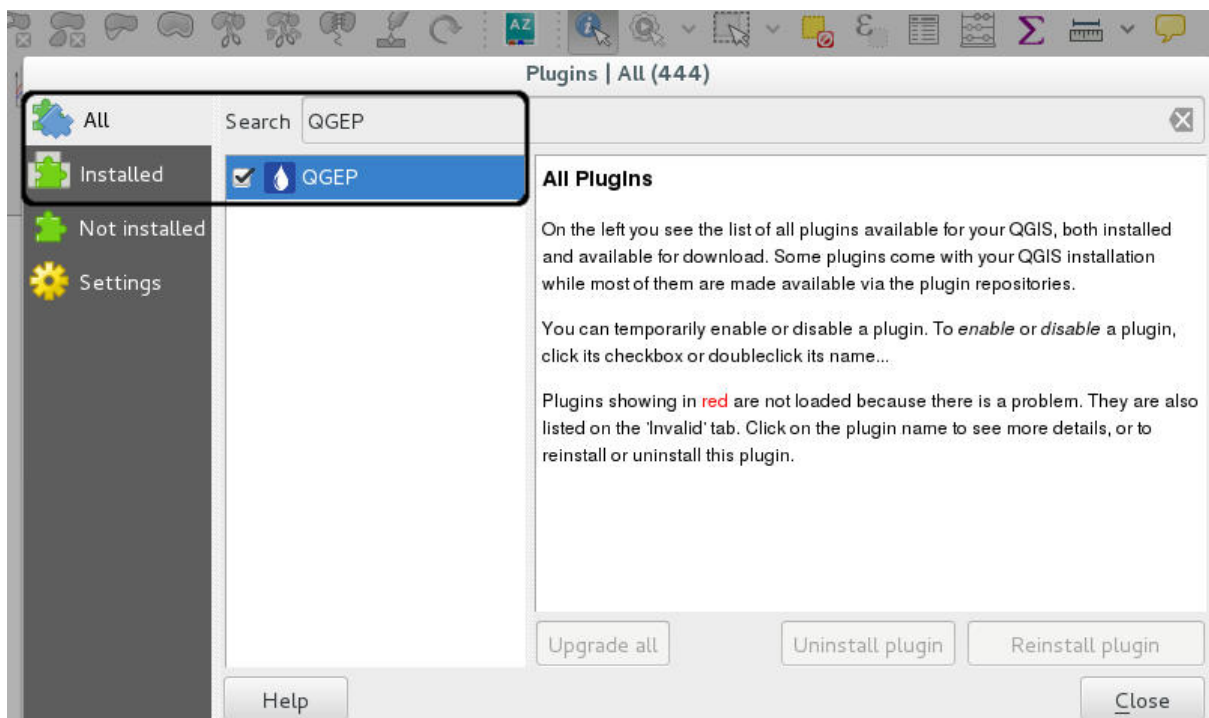 AZ
ε
Σ
Plugins | All (444)
All
Search QGEP
Installed
QGEP
Not installed
Settings
All Plugins
On the left you see the list of all plugins available for your QGIS, both installed
and available for download. Some plugins come with your QGIS installation
while most of them are made available via the plugin repositories.
You can temporarily enable or disable a plugin. To enable or disable a plugin,
click its checkbox or doubleclick its name...
Plugins showing in red are not loaded because there is a problem. They are also
listed on the 'Invalid' tab. Click on the plugin name to see more details, or to
reinstall or uninstall this plugin.
Upgrade all
Uninstall plugin
Reinstall plugin
Help
Close